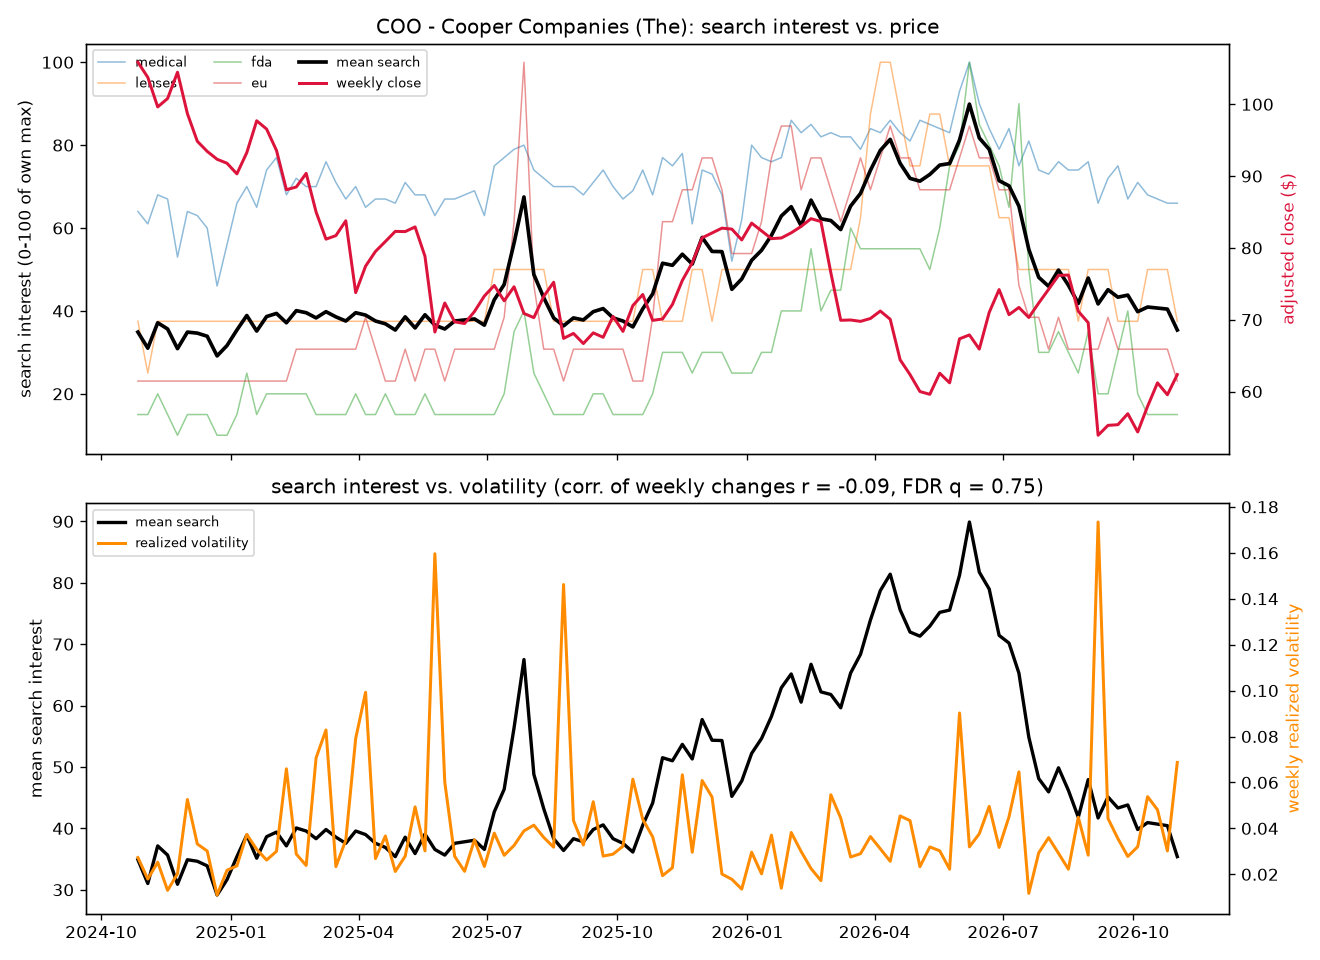 COO - Cooper Companies (The): search interest vs. price
medical
lenses
fda
eu
mean search
weekly close
100
80
60
40
20
search interest (0-100 of own max)
100
90
80
70
60
adjusted close ($)
search interest vs. volatility (corr. of weekly changes r = -0.09, FDR q = 0.75)
mean search
realized volatility
90
80
70
60
50
40
30
mean search interest
0.18
0.16
0.14
0.12
0.10
0.08
0.06
0.04
0.02
weekly realized volatility
2024-10
2025-01
2025-04
2025-07
2025-10
2026-01
2026-04
2026-07
2026-10